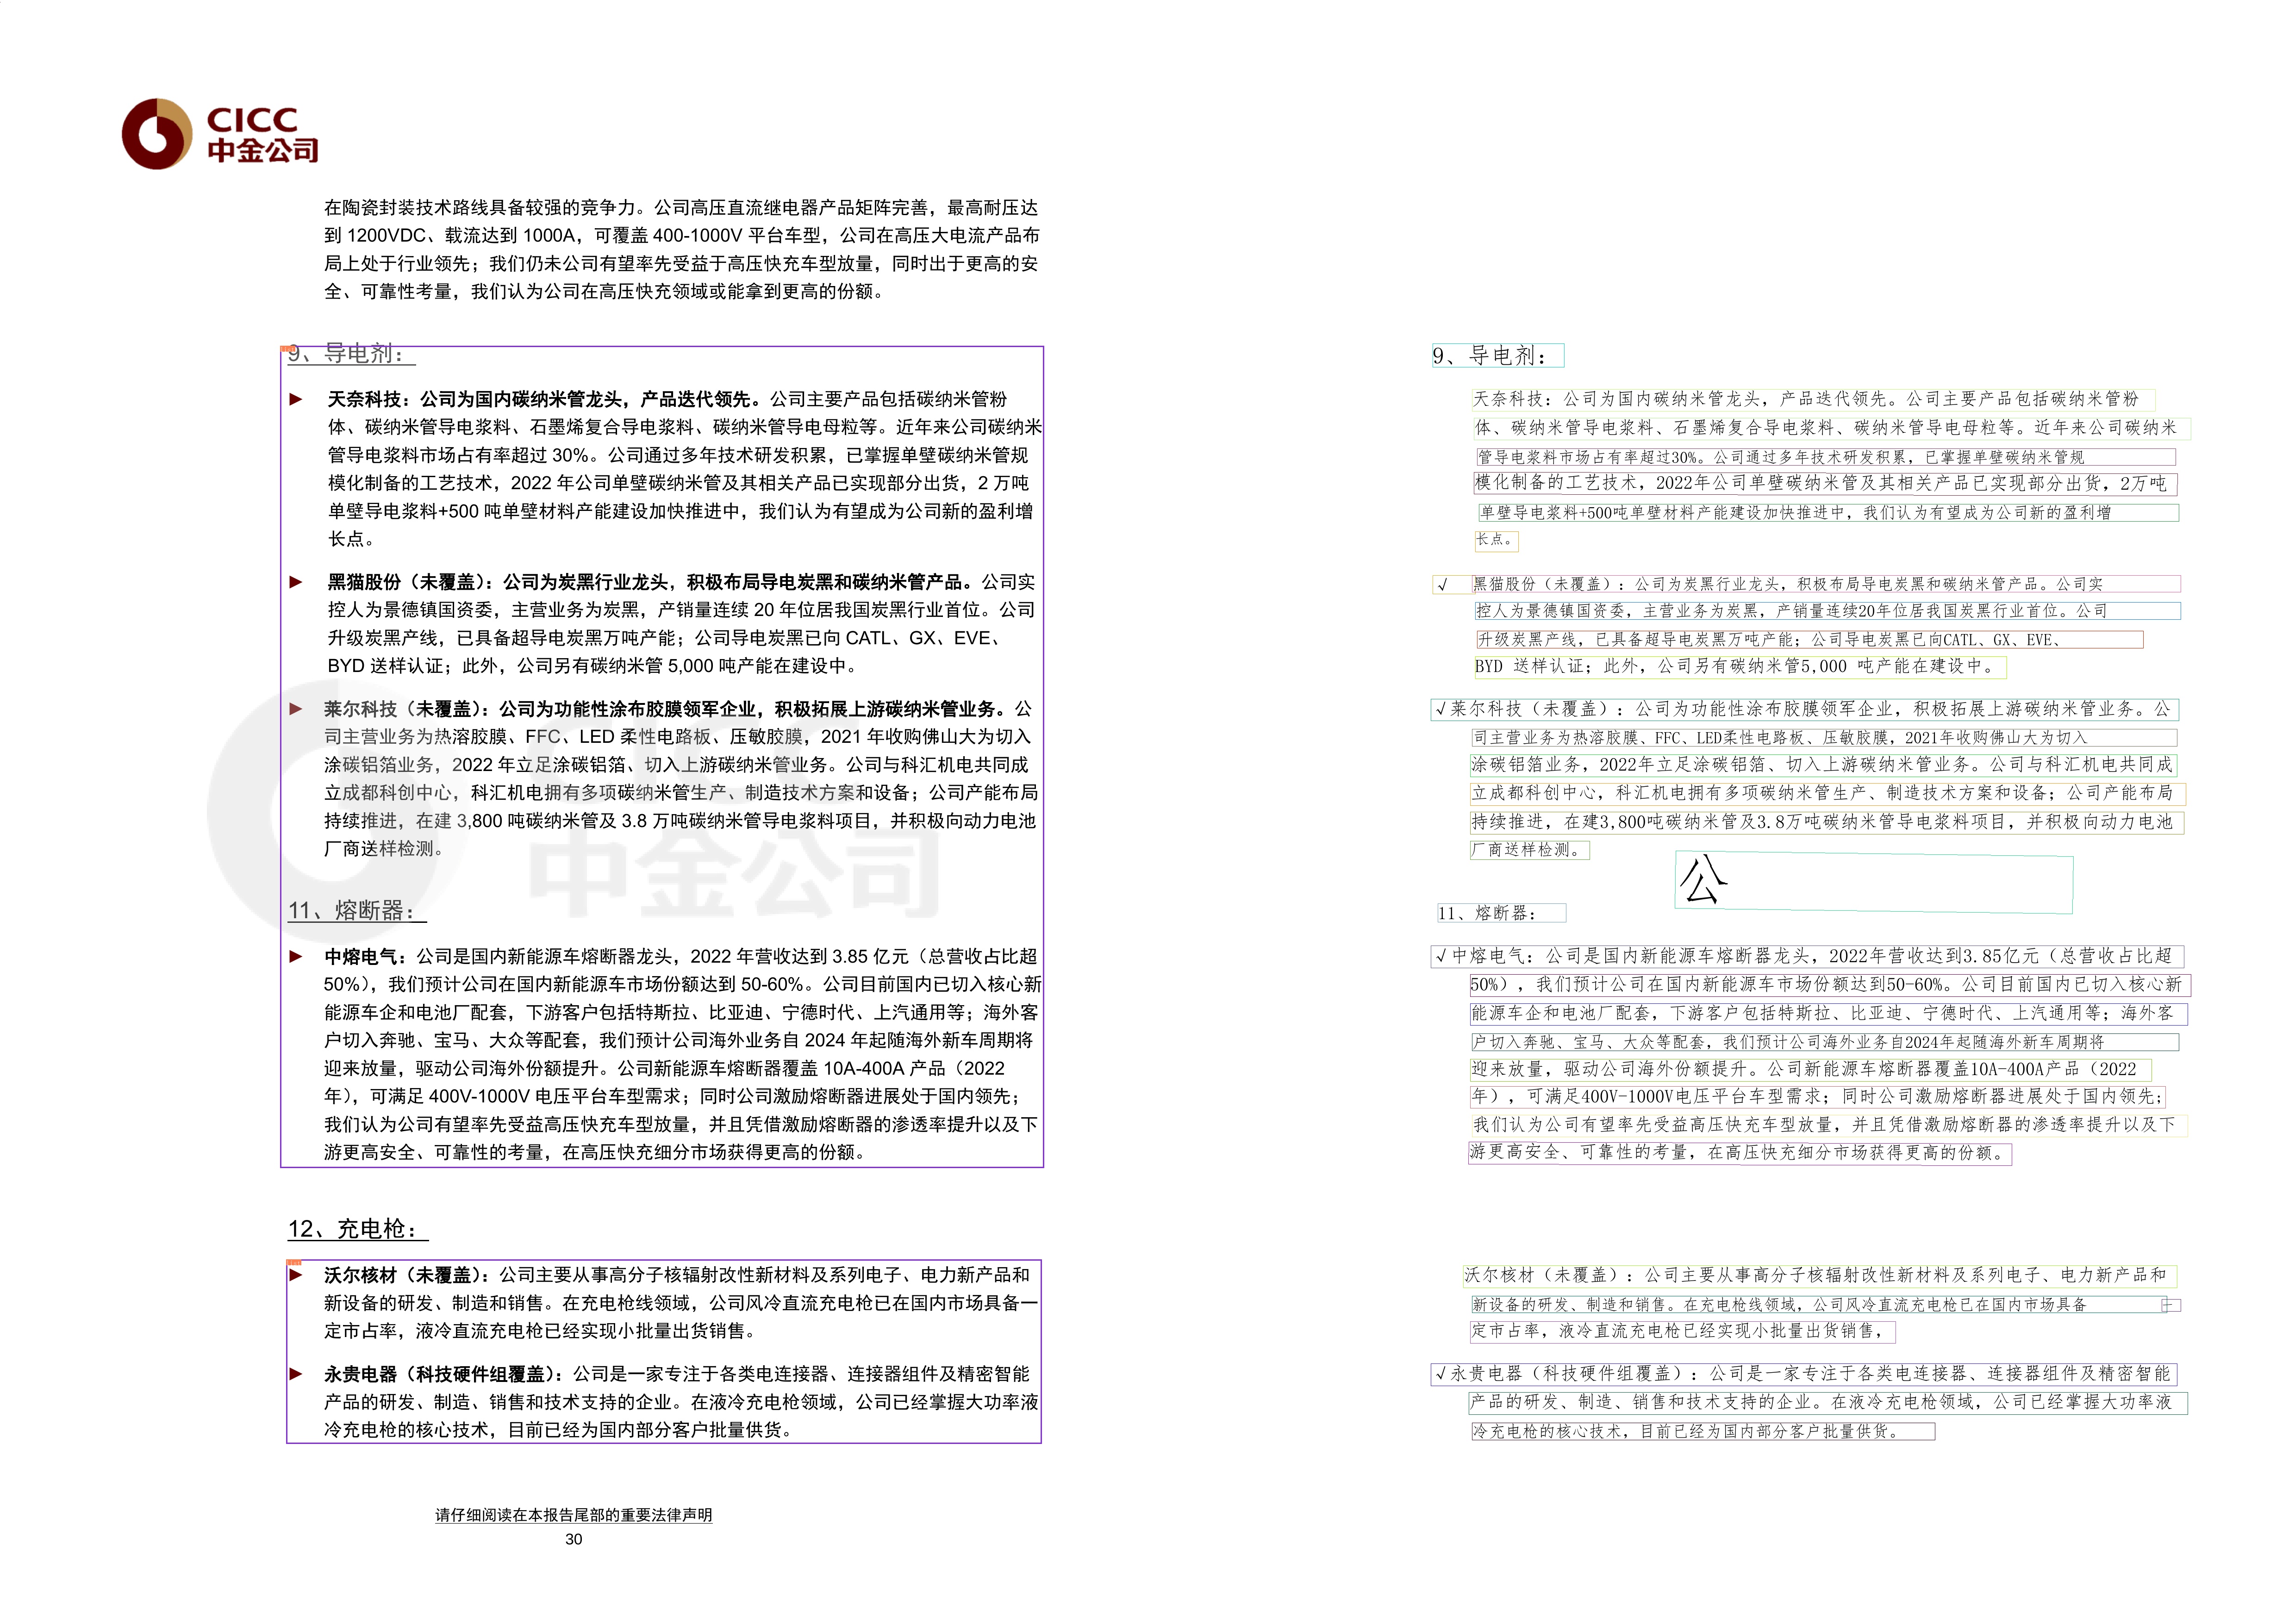 CICC
中金公司
在陶瓷封装技术路线具备较强的竞争力。公司高压直流继电器产品矩阵完善，最高耐压达
到 1200VDC、载流达到 1000A，可覆盖 400-1000V 平台车型，公司在高压大电流产品布
局上处于行业领先；我们仍未公司有望率先受益于高压快充车型放量，同时出于更高的安
全、可靠性考量，我们认为公司在高压快充领域或能拿到更高的份额。
9、导电剂：
► 天奈科技：公司为国内碳纳米管龙头，产品迭代领先。公司主要产品包括碳纳米管粉
体、碳纳米管导电浆料、石墨烯复合导电浆料、碳纳米管导电母粒等。近年来公司碳纳米
管导电浆料市场占有率超过 30%。公司通过多年技术研发积累，已掌握单壁碳纳米管规
模化制备的工艺技术，2022 年公司单壁碳纳米管及其相关产品已实现部分出货，2 万吨
单壁导电浆料+500 吨单壁材料产能建设加快推进中，我们认为有望成为公司新的盈利增
长点。
► 黑猫股份（未覆盖）：公司为炭黑行业龙头，积极布局导电炭黑和碳纳米管产品。公司实
控人为景德镇国资委，主营业务为炭黑，产销量连续 20 年位居我国炭黑行业首位。公司
升级炭黑产线，已具备超导电炭黑万吨产能；公司导电炭黑已向 CATL、GX、EVE、
BYD 送样认证；此外，公司另有碳纳米管 5,000 吨产能在建设中。
► 莱尔科技（未覆盖）：公司为功能性涂布胶膜领军企业，积极拓展上游碳纳米管业务。公
司主营业务为热溶胶膜、FFC、LED 柔性电路板、压敏胶膜，2021 年收购佛山大为切入
涂碳铝箔业务，2022 年立足涂碳铝箔、切入上游碳纳米管业务。公司与科汇机电共同成
立成都科创中心，科汇机电拥有多项碳纳米管生产、制造技术方案和设备；公司产能布局
持续推进，在建 3,800 吨碳纳米管及 3.8 万吨碳纳米管导电浆料项目，并积极向动力电池
厂商送样检测。
CICC
中金公司
11、熔断器：
► 中熔电气：公司是国内新能源车熔断器龙头，2022 年营收达到 3.85 亿元（总营收占比超
50%），我们预计公司在国内新能源车市场份额达到 50-60%。公司目前国内已切入核心新
能源车企和电池厂配套，下游客户包括特斯拉、比亚迪、宁德时代、上汽通用等；海外客
户切入奔驰、宝马、大众等配套，我们预计公司海外业务自 2024 年起随海外新车周期将
迎来放量，驱动公司海外份额提升。公司新能源车熔断器覆盖 10A-400A 产品（2022
年），可满足 400V-1000V 电压平台车型需求；同时公司激励熔断器进展处于国内领先；
我们认为公司有望率先受益高压快充车型放量，并且凭借激励熔断器的渗透率提升以及下
游更高安全、可靠性的考量，在高压快充细分市场获得更高的份额。
12、充电枪：
► 沃尔核材（未覆盖）：公司主要从事高分子核辐射改性新材料及系列电子、电力新产品和
新设备的研发、制造和销售。在充电枪线领域，公司风冷直流充电枪已在国内市场具备一
定市占率，液冷直流充电枪已经实现小批量出货销售。
► 永贵电器（科技硬件组覆盖）：公司是一家专注于各类电连接器、连接器组件及精密智能
产品的研发、制造、销售和技术支持的企业。在液冷充电枪领域，公司已经掌握大功率液
冷充电枪的核心技术，目前已经为国内部分客户批量供货。
请仔细阅读在本报告尾部的重要法律声明
30
9、导电剂：
天奈科技：公司为国内碳纳米管龙头，产品迭代领先。公司主要产品包括碳纳米管粉
体、碳纳米管导电浆料、石墨烯复合导电浆料、碳纳米管导电母粒等。近年来公司碳纳米
管导电浆料市场占有率超过30%。公司通过多年技术研发积累，已掌握单壁碳纳米管规
模化制备的工艺技术，2022年公司单壁碳纳米管及其相关产品已实现部分出货，2万吨
单壁导电浆料+500吨单壁材料产能建设加快推进中，我们认为有望成为公司新的盈利增
长点。
√ 黑猫股份（未覆盖）：公司为炭黑行业龙头，积极布局导电炭黑和碳纳米管产品。公司实
控人为景德镇国资委，主营业务为炭黑，产销量连续20年位居我国炭黑行业首位。公司
升级炭黑产线，已具备超导电炭黑万吨产能；公司导电炭黑已向CATL、GX、EVE、
BYD 送样认证；此外，公司另有碳纳米管5,000 吨产能在建设中。
√莱尔科技（未覆盖）：公司为功能性涂布胶膜领军企业，积极拓展上游碳纳米管业务。公
司主营业务为热溶胶膜、FFC、LED柔性电路板、压敏胶膜，2021年收购佛山大为切入
涂碳铝箔业务，2022年立足涂碳铝箔、切入上游碳纳米管业务。公司与科汇机电共同成
立成都科创中心，科汇机电拥有多项碳纳米管生产、制造技术方案和设备；公司产能布局
持续推进，在建3,800吨碳纳米管及3.8万吨碳纳米管导电浆料项目，并积极向动力电池
厂商送样检测。
公
11、熔断器：
√中熔电气：公司是国内新能源车熔断器龙头，2022年营收达到3.85亿元（总营收占比超
50%），我们预计公司在国内新能源车市场份额达到50-60%。公司目前国内已切入核心新
能源车企和电池厂配套，下游客户包括特斯拉、比亚迪、宁德时代、上汽通用等；海外客
户切入奔驰、宝马、大众等配套，我们预计公司海外业务自2024年起随海外新车周期将
迎来放量，驱动公司海外份额提升。公司新能源车熔断器覆盖10A-400A产品（2022
年），可满足400V-1000V电压平台车型需求；同时公司激励熔断器进展处于国内领先；
我们认为公司有望率先受益高压快充车型放量，并且凭借激励熔断器的渗透率提升以及下
游更高安全、可靠性的考量，在高压快充细分市场获得更高的份额。
沃尔核材（未覆盖）：公司主要从事高分子核辐射改性新材料及系列电子、电力新产品和
新设备的研发、制造和销售。在充电枪线领域，公司风冷直流充电枪已在国内市场具备 一
定市占率，液冷直流充电枪已经实现小批量出货销售，
√永贵电器（科技硬件组覆盖）：公司是一家专注于各类电连接器、连接器组件及精密智能
产品的研发、制造、销售和技术支持的企业。在液冷充电枪领域，公司已经掌握大功率液
冷充电枪的核心技术，目前已经为国内部分客户批量供货。